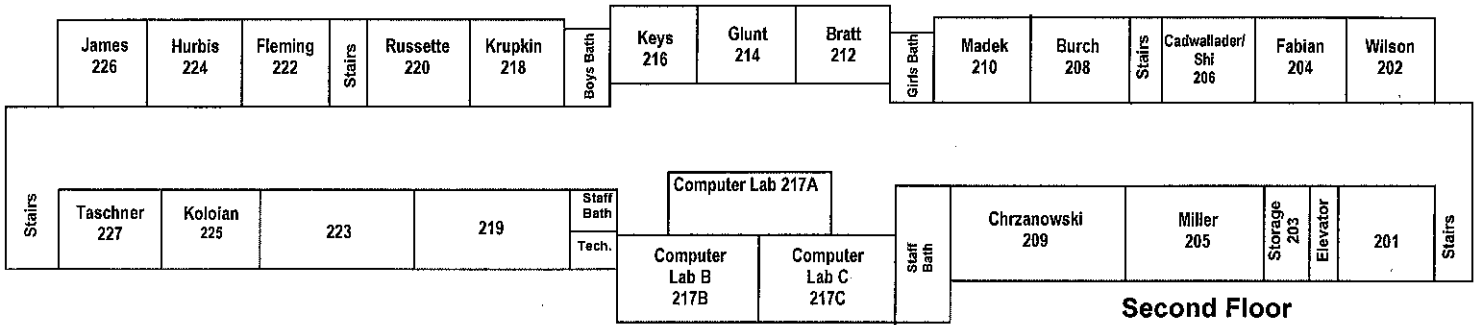 James
226
Hurbis
224
Fleming
222
Stairs
Russette
220
Krupkin
218
Boys Bath
Keys
216
Glunt
214
Bratt
212
Girls Bath
Madek
210
Burch
208
Stairs
Cadwallader/
Shi
206
Fabian
204
Wilson
202
Stairs
Taschner
227
Koloian
225
223
219
Staff
Bath
Tech.
Computer Lab 217A
Computer
Lab B
217B
Computer
Lab C
217C
Staff
Bath
Chrzanowski
209
Miller
205
Storage
203
Elevator
201
Stairs
Second Floor